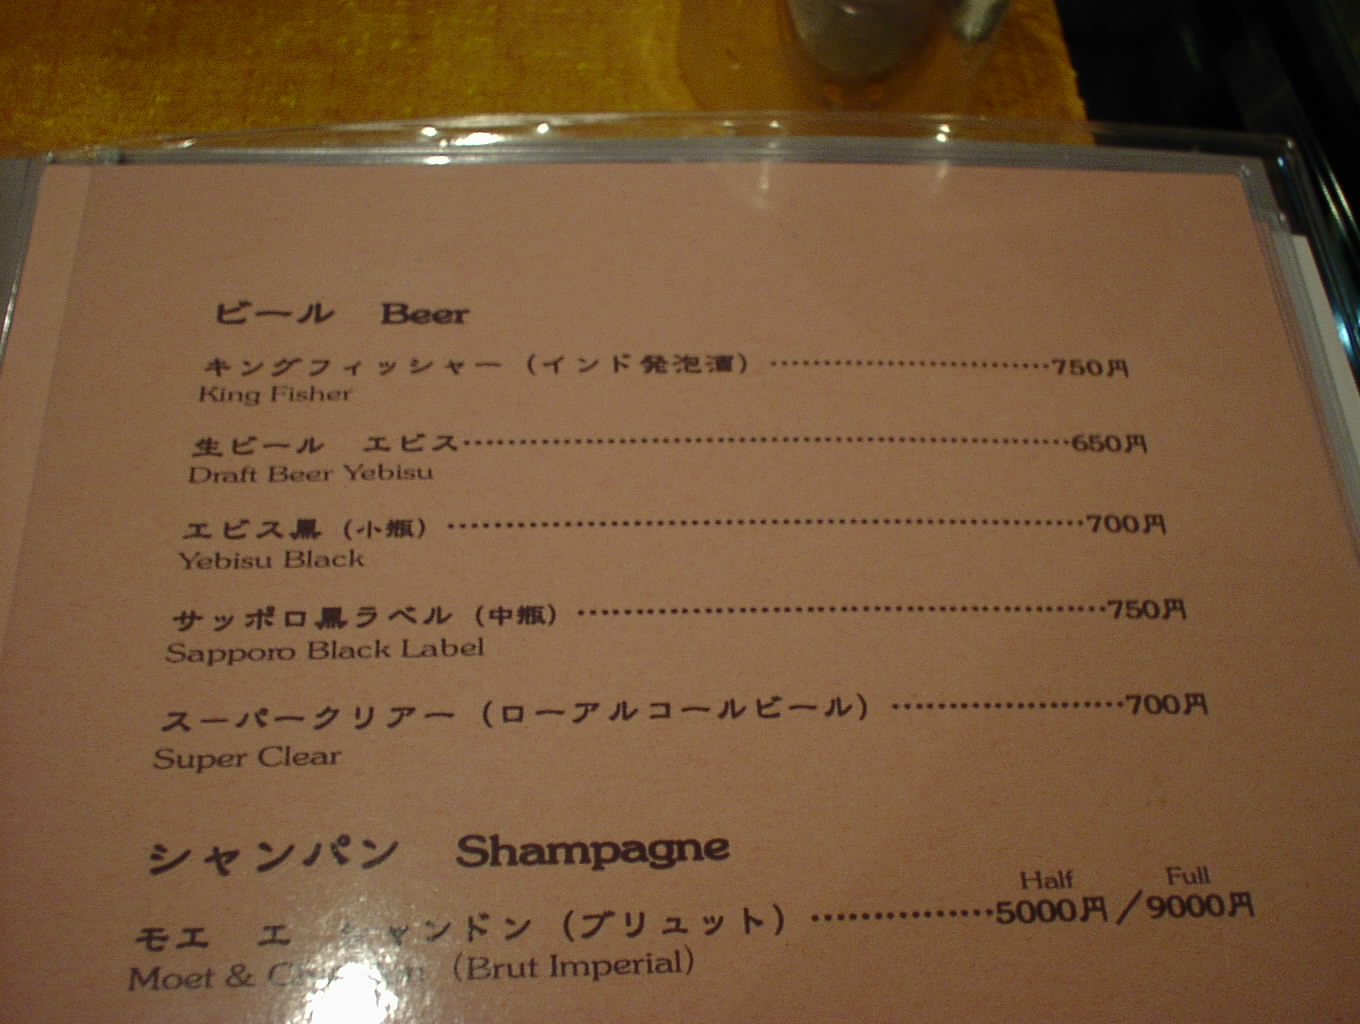 ビール Beer
キングフィッシャー (インド発泡酒) ........................... 750円
King Fisher
生ビール エビス ........................... 650円
Draft Beer Yebisu
エビス黒 (小瓶) ........................... 700円
Yebisu Black
サッポロ黒ラベル (中瓶) ........................... 750円
Sapporo Black Label
スーパークリアー (ローアルコールビール) ........................... 700円
Super Clear
シャンパン Shampagne
Half Full
モエ エ シャンドン (ブリュット) ............... 5000円/9000円
Moet & (Brut Imperial)